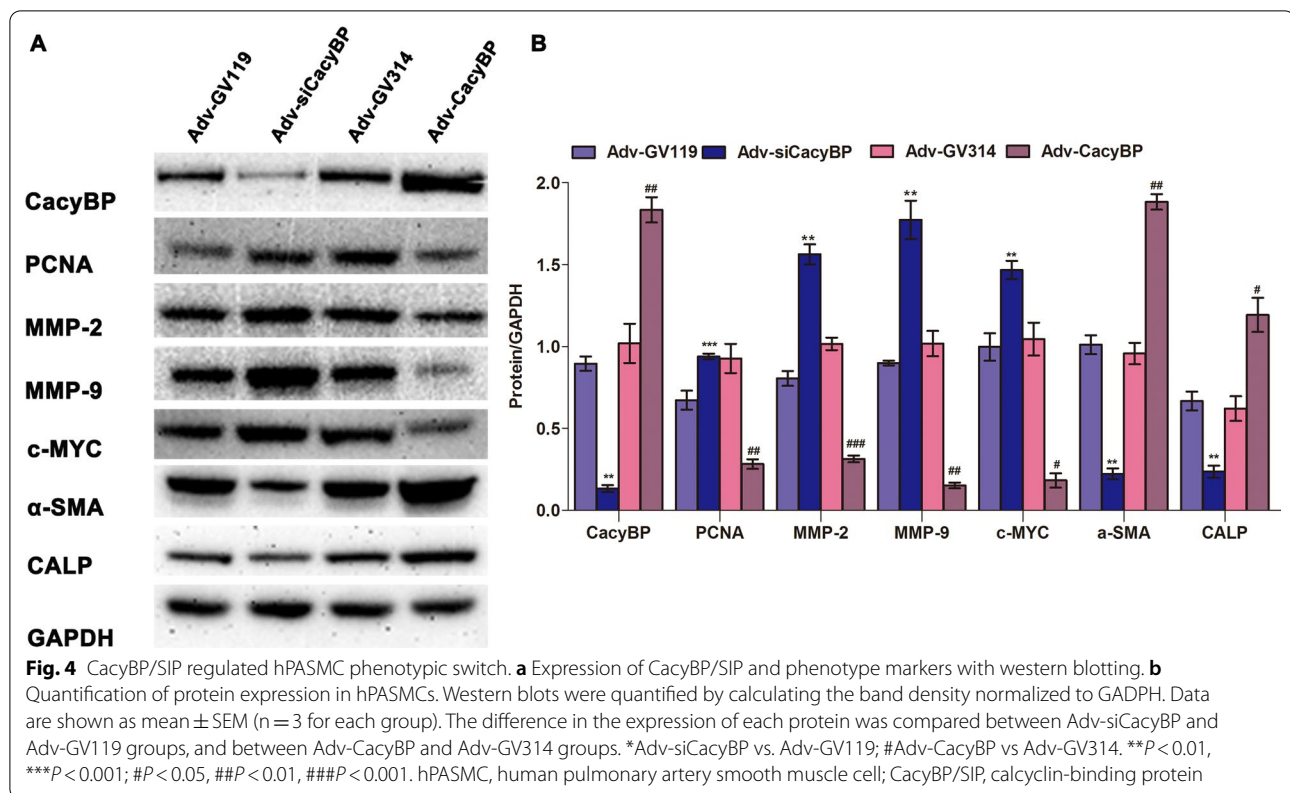 A
Adv-GV119
Adv-siCacyBP
Adv-GV314
Adv-CacyBP
CacyBP
PCNA
MMP-2
MMP-9
c-MYC
α-SMA
CALP
GAPDH
B
Adv-GV119 Adv-siCacyBP Adv-GV314 Adv-CacyBP
Protein/GAPDH
2.0
1.5
1.0
0.5
0.0
** ##
*** ##
** ###
** ##
** #
** ##
** #
CacyBP PCNA MMP-2 MMP-9 c-MYC a-SMA CALP
Fig. 4 CacyBP/SIP regulated hPASMC phenotypic switch. a Expression of CacyBP/SIP and phenotype markers with western blotting. b
Quantification of protein expression in hPASMCs. Western blots were quantified by calculating the band density normalized to GADPH. Data
are shown as mean ± SEM (n = 3 for each group). The difference in the expression of each protein was compared between Adv-siCacyBP and
Adv-GV119 groups, and between Adv-CacyBP and Adv-GV314 groups. *Adv-siCacyBP vs. Adv-GV119; #Adv-CacyBP vs Adv-GV314. **P < 0.01,
***P < 0.001; #P < 0.05, ##P < 0.01, ###P < 0.001. hPASMC, human pulmonary artery smooth muscle cell; CacyBP/SIP, calcyclin-binding protein